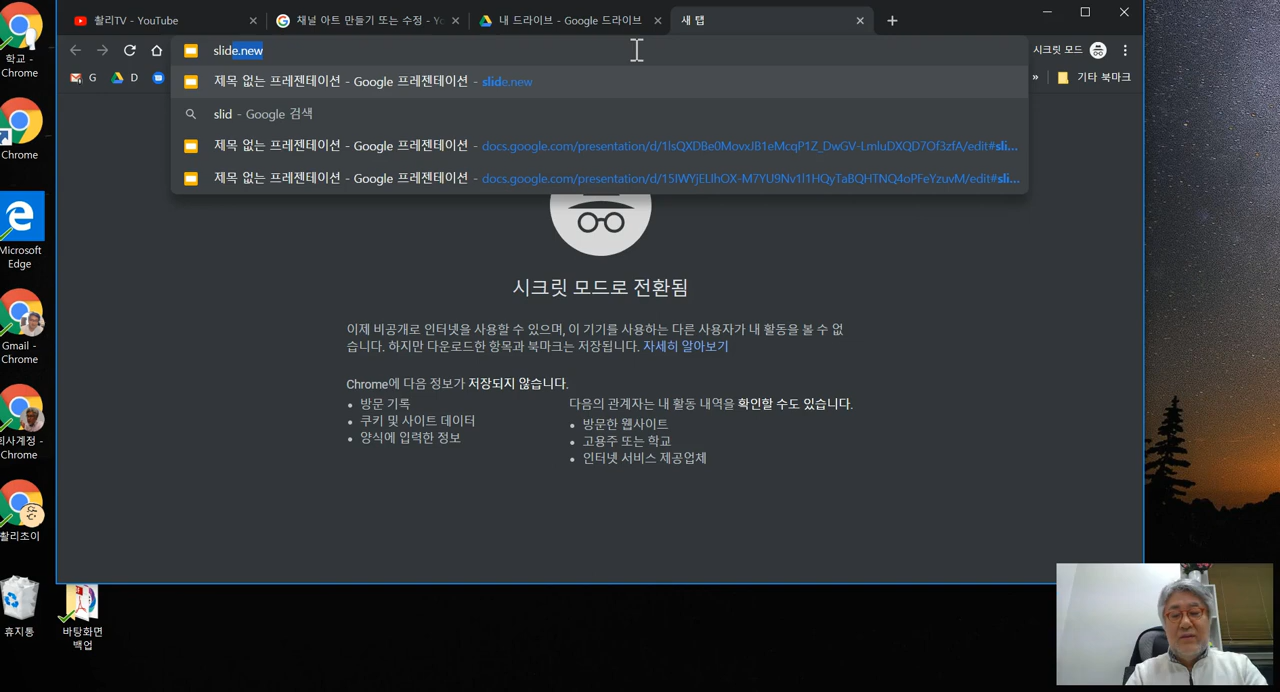 촬리TV - YouTube
채널 아트 만들기 또는 수정 - Yo
내 드라이브 - Google 드라이브
새 탭
slide.new
시크릿 모드
G
D
기타 북마크
제목 없는 프레젠테이션 - Google 프레젠테이션 - slide.new
slid - Google 검색
제목 없는 프레젠테이션 - Google 프레젠테이션 - docs.google.com/presentation/d/1lsQXDBe0MovxJB1eMcqP1Z_DwGV-LmluDXQD7Of3zfA/edit#sli...
제목 없는 프레젠테이션 - Google 프레젠테이션 - docs.google.com/presentation/d/15IWYjELIhOX-M7YU9Nv1l1HQyTaBQHTNQ4oPFeYzuvM/edit#sli...
시크릿 모드로 전환됨
이제 비공개로 인터넷을 사용할 수 있으며, 이 기기를 사용하는 다른 사용자가 내 활동을 볼 수 없
습니다. 하지만 다운로드한 항목과 북마크는 저장됩니다. 자세히 알아보기
Chrome에 다음 정보가 저장되지 않습니다.
• 방문 기록
• 쿠키 및 사이트 데이터
• 양식에 입력한 정보
다음의 관계자는 내 활동 내역을 확인할 수도 있습니다.
• 방문한 웹사이트
• 고용주 또는 학교
• 인터넷 서비스 제공업체
학교 -
Chrome
Chrome
Microsoft
Edge
Gmail -
Chrome
회사계정 -
Chrome
촬리초이
휴지통
바탕화면
백업